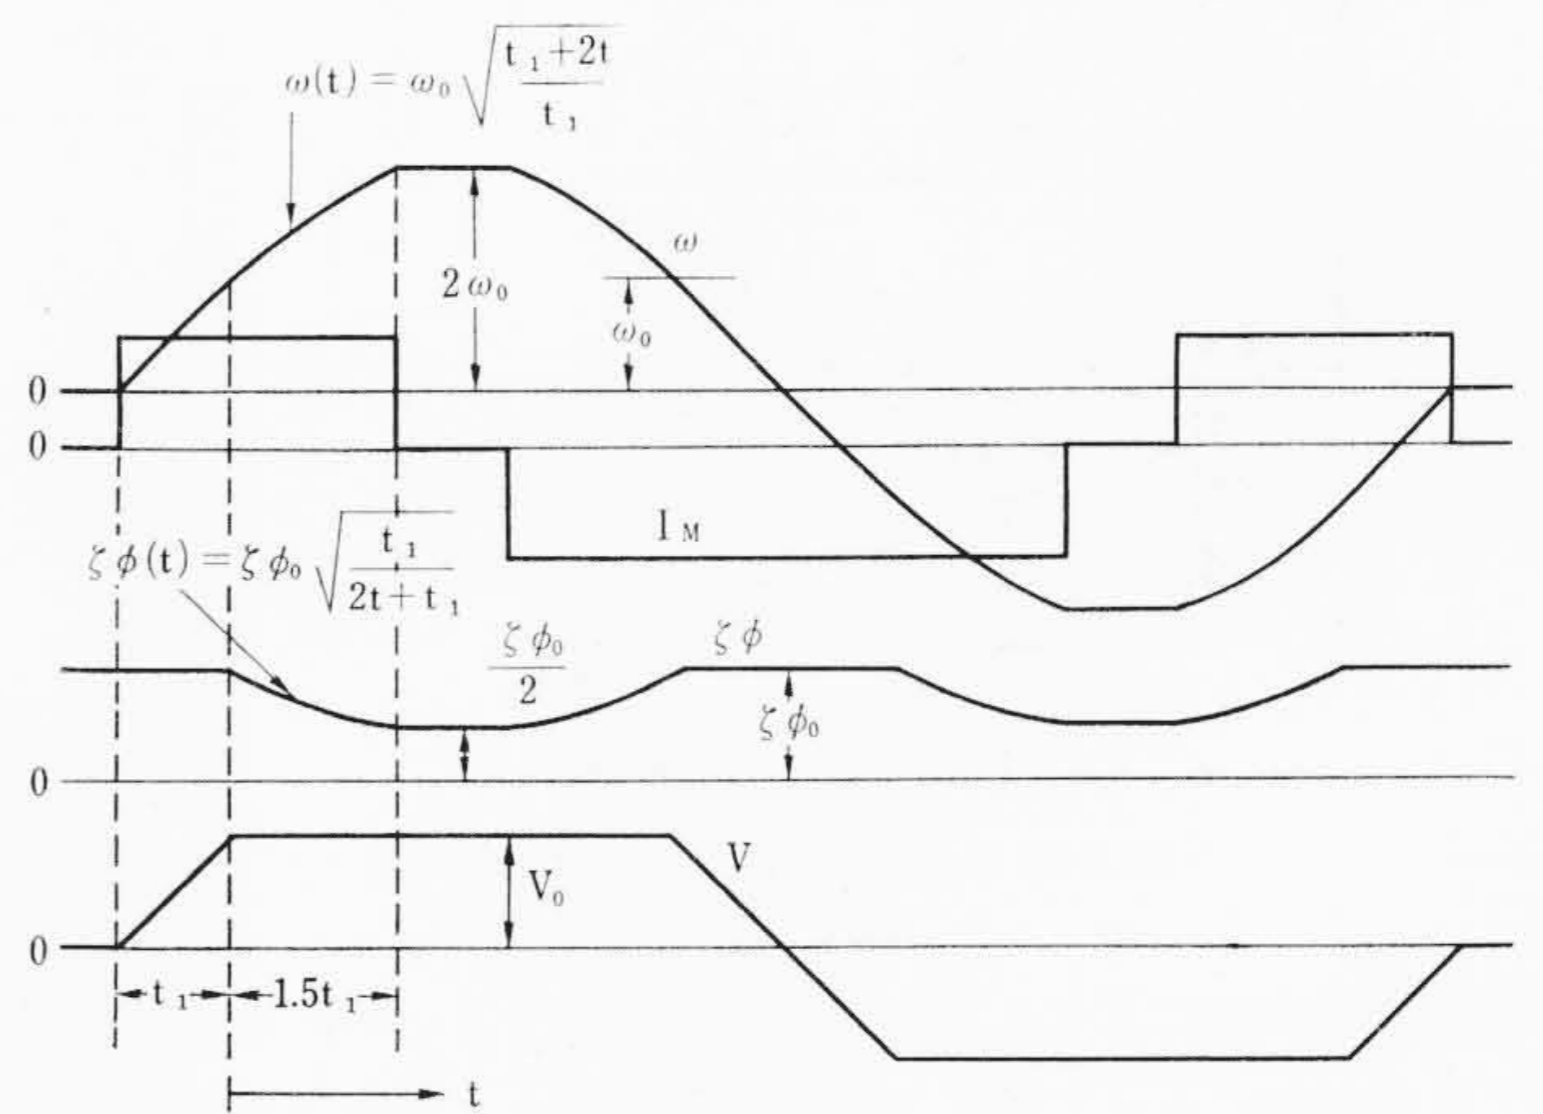 ω(t) = ω₀ √((t₁+2t)/t₁)
ω
2ω₀
ω₀
0
0
I_M
ζφ(t) = ζφ₀ √(t₁/(2t+t₁))
ζφ₀/2
ζφ
ζφ₀
0
V
V₀
0
t₁
1.5t₁
t